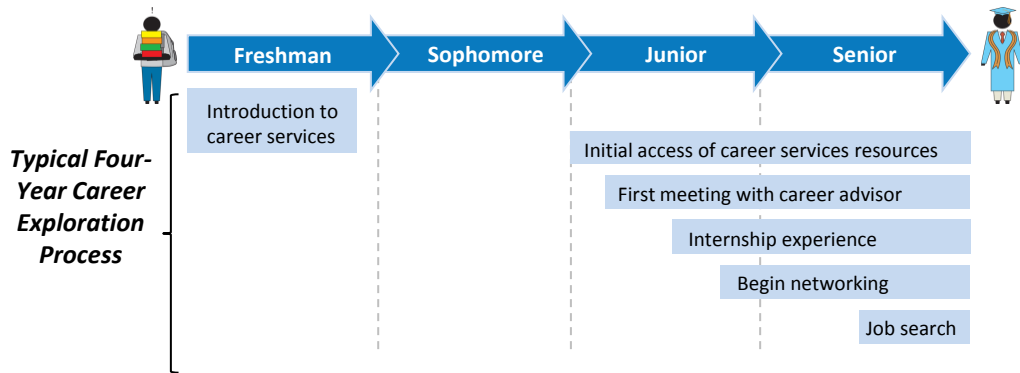 Freshman
Sophomore
Junior
Senior
Introduction to
career services
Typical Four-
Year Career
Exploration
Process
Initial access of career services resources
First meeting with career advisor
Internship experience
Begin networking
Job search